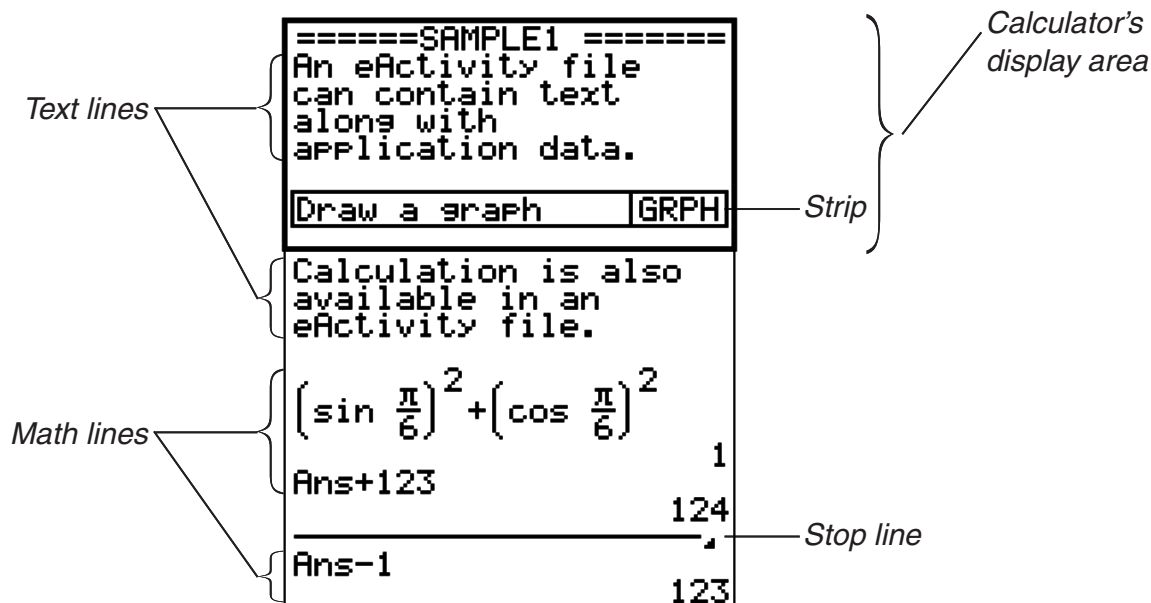 ======SAMPLE1 =======
An eActivity file
can contain text
along with
application data.
Draw a graph GRPH
Calculation is also
available in an
eActivity file.
(sin π/6)²+(cos π/6)²
1
Ans+123
124
Ans-1
123
Text lines
Math lines
Calculator's
display area
Strip
Stop line